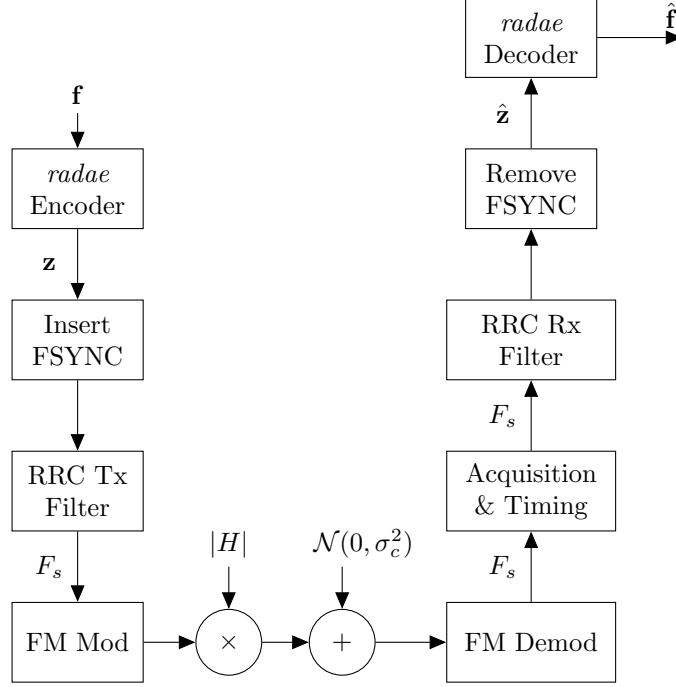 f
radae
Encoder
z
Insert
FSYNC
RRC Tx
Filter
F_s
FM Mod
|H|
×
𝒩(0, σ_c^2)
+
FM Demod
F_s
Acquisition
& Timing
F_s
RRC Rx
Filter
Remove
FSYNC
ẑ
radae
Decoder
f̂